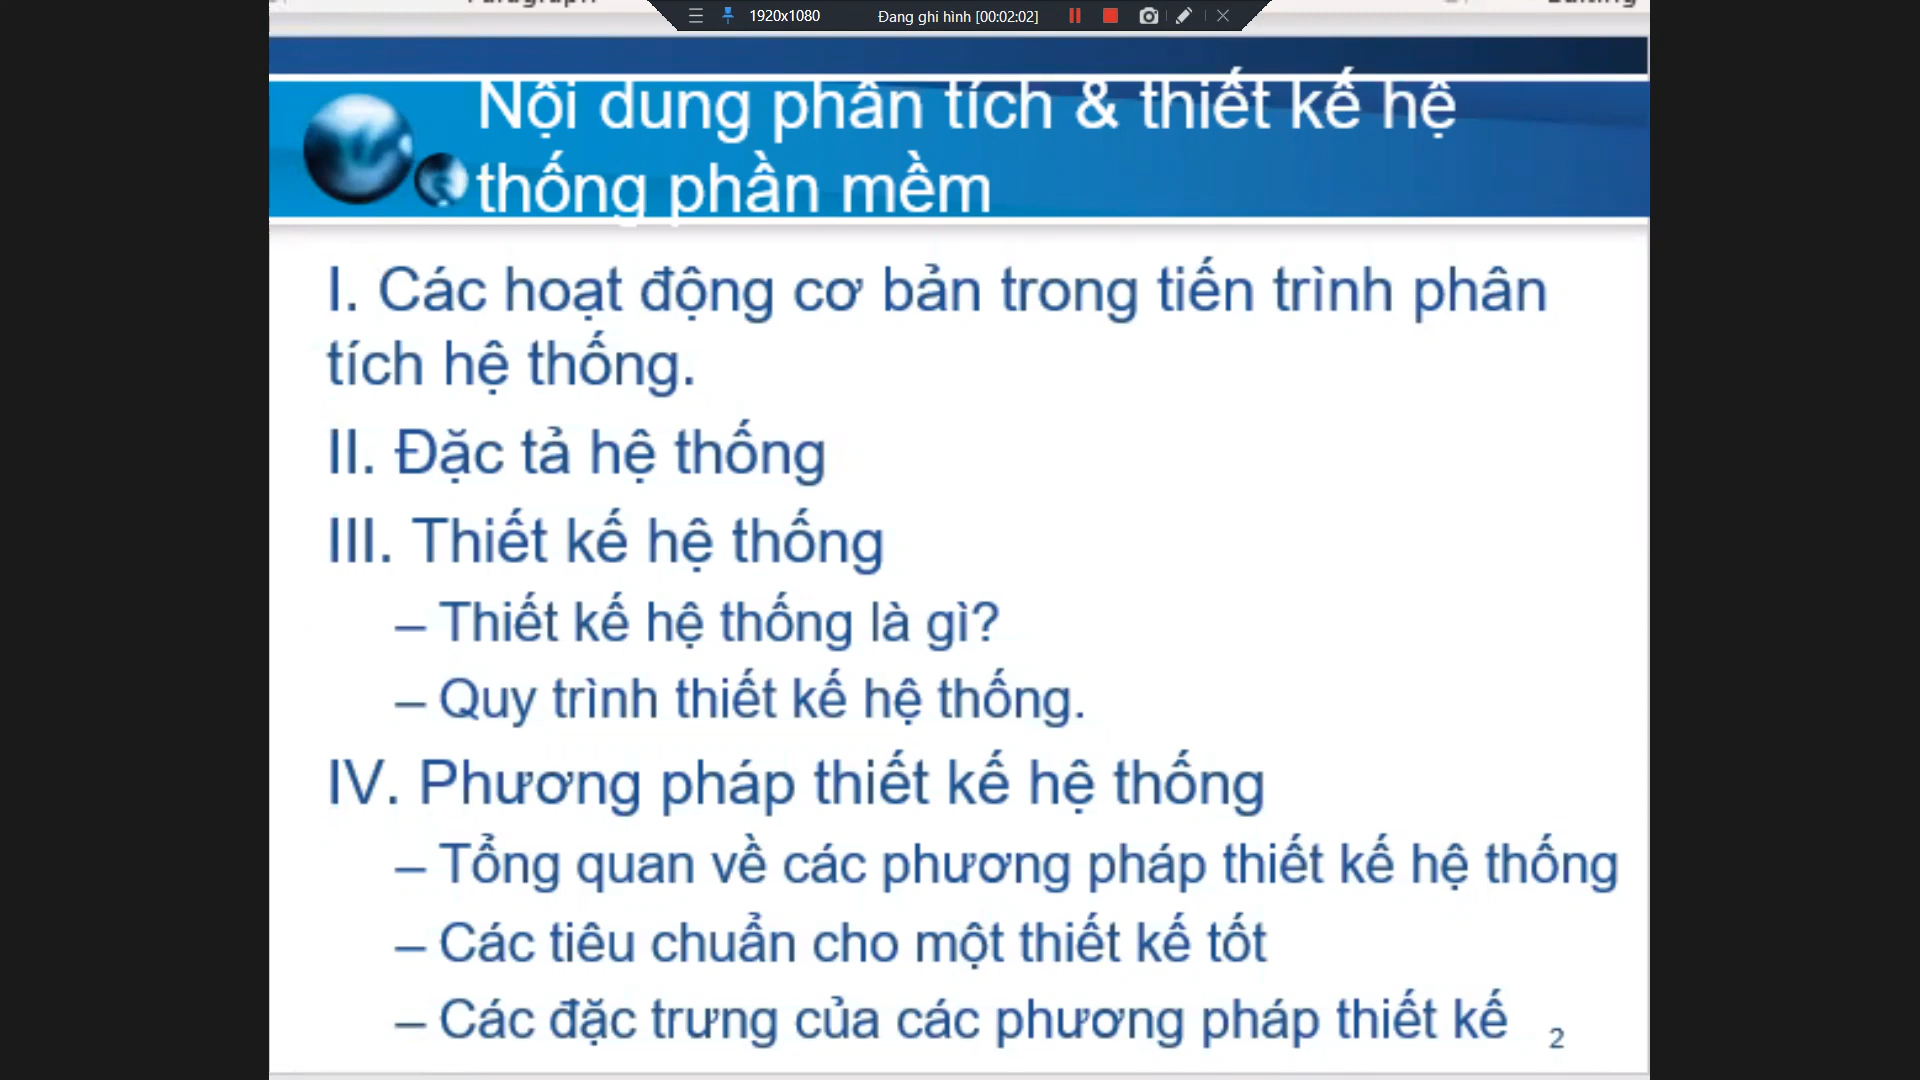 1920x1080 Đang ghi hình [00:02:02]
Nội dung phân tích & thiết kế hệ
thống phần mềm
I. Các hoạt động cơ bản trong tiến trình phân
tích hệ thống.
II. Đặc tả hệ thống
III. Thiết kế hệ thống
– Thiết kế hệ thống là gì?
– Quy trình thiết kế hệ thống.
IV. Phương pháp thiết kế hệ thống
– Tổng quan về các phương pháp thiết kế hệ thống
– Các tiêu chuẩn cho một thiết kế tốt
– Các đặc trưng của các phương pháp thiết kế
2